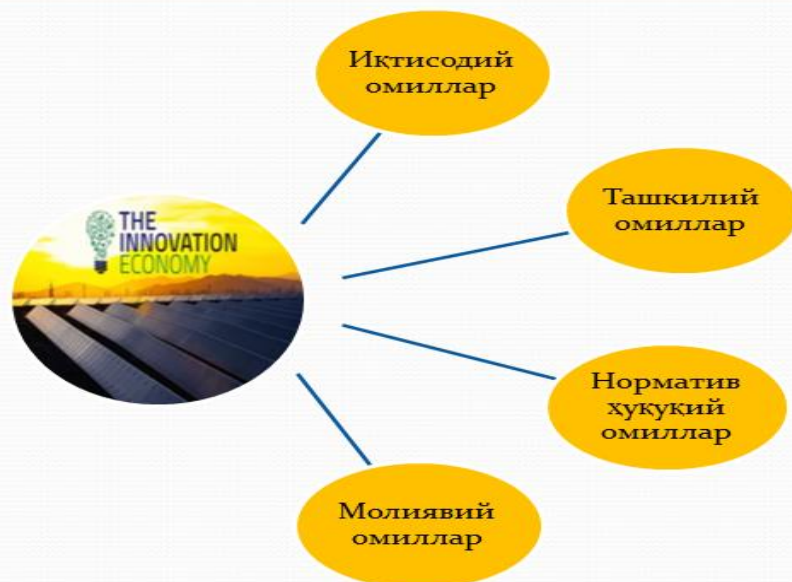 Иқтисодий
омиллар
THE
INNOVATION
ECONOMY
Ташкилий
омиллар
Норматив
ҳуқуқий
омиллар
Молиявий
омиллар